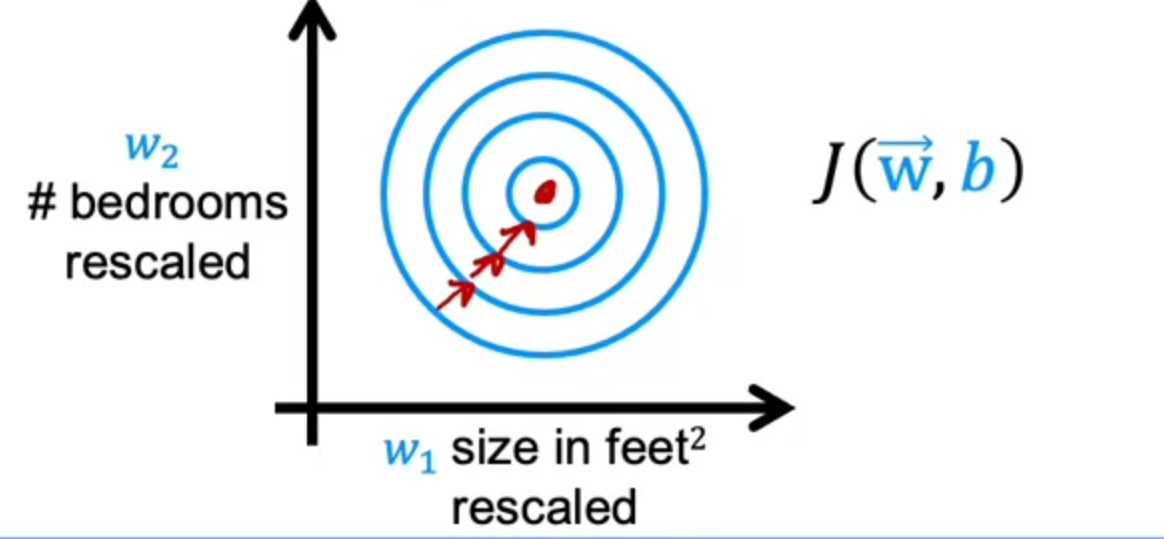 w₂
# bedrooms
rescaled
J(w⃗, b)
w₁ size in feet²
rescaled